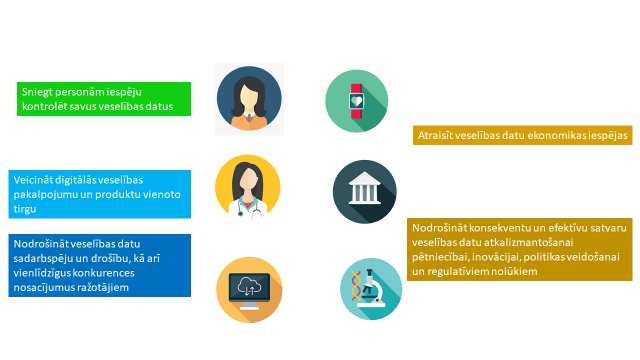 Sniegt personām iespēju
kontrolēt savus veselības datus
Atraisīt veselības datu ekonomikas iespējas
Veicināt digitālās veselības
pakalpojumu un produktu vienoto
tirgu
Nodrošināt konsekventu un efektīvu satvaru
veselības datu atkalizmantošanai
pētniecībai, inovācijai, politikas veidošanai
un regulatīviem nolūkiem
Nodrošināt veselības datu
sadarbspēju un drošību, kā arī
vienlīdzīgus konkurences
nosacījumus ražotājiem